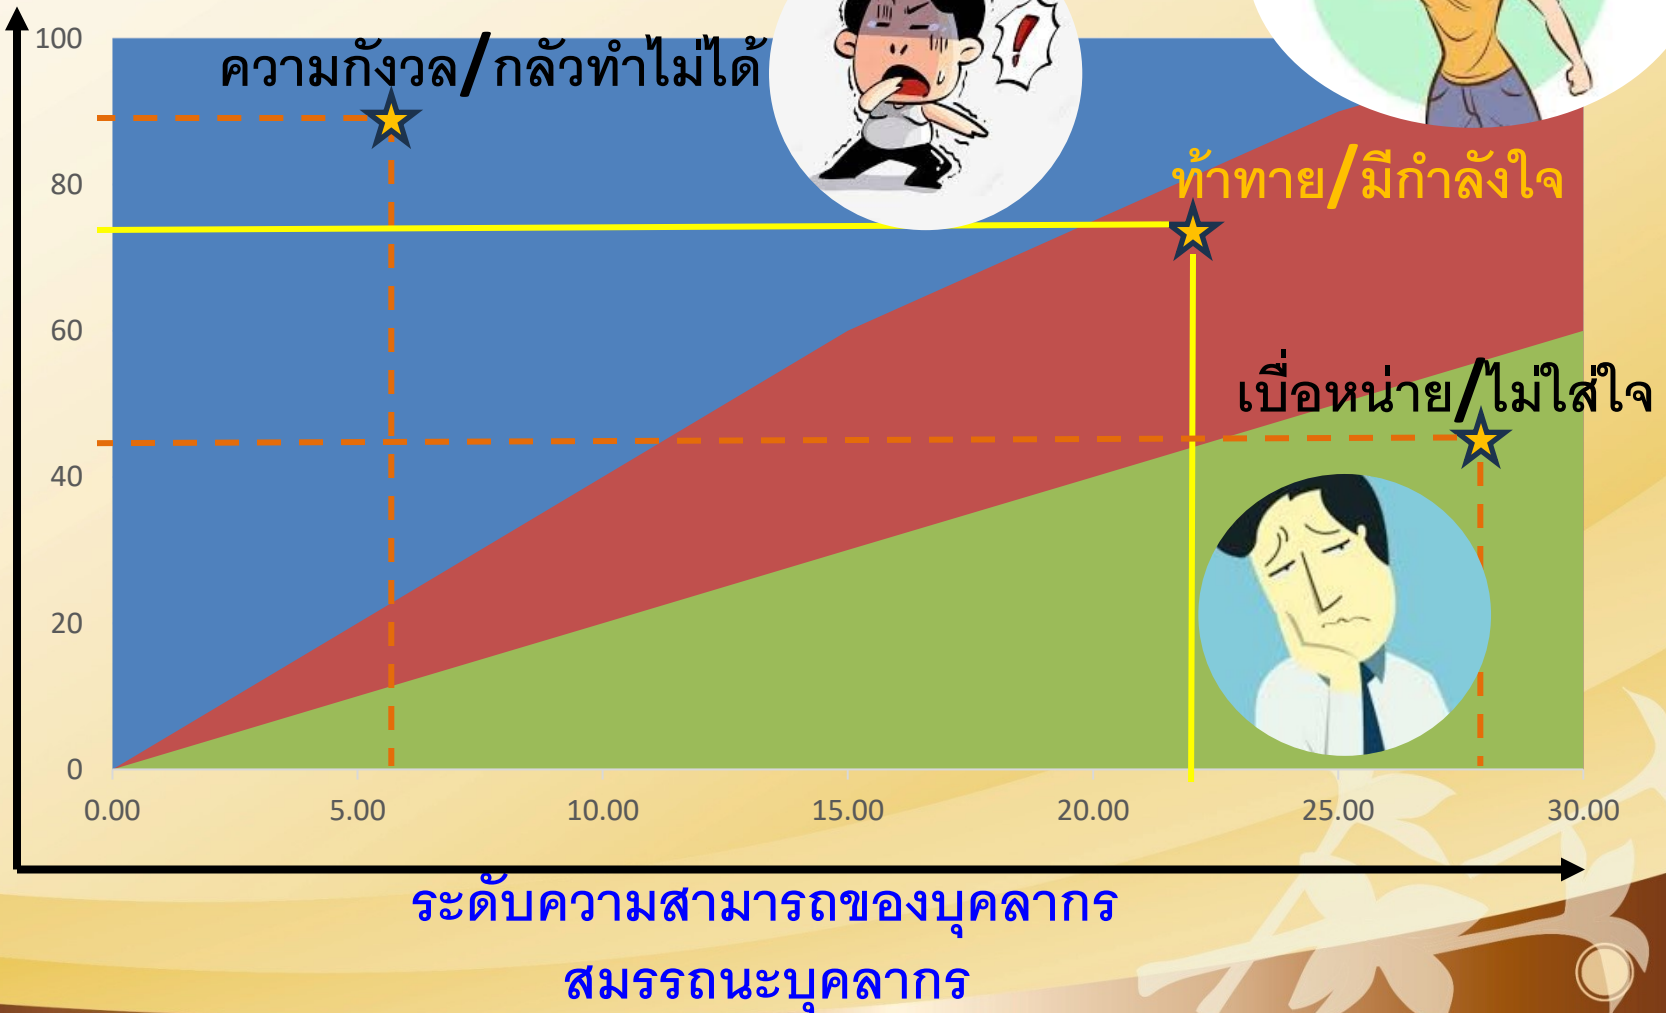 100
ความกังวล/กลัวทำไม่ได้
80
ท้าทาย/มีกำลังใจ
60
เบื่อหน่าย/ไม่ใส่ใจ
40
20
0
0.00 5.00 10.00 15.00 20.00 25.00 30.00
ระดับความสามารถของบุคลากร
สมรรถนะบุคลากร